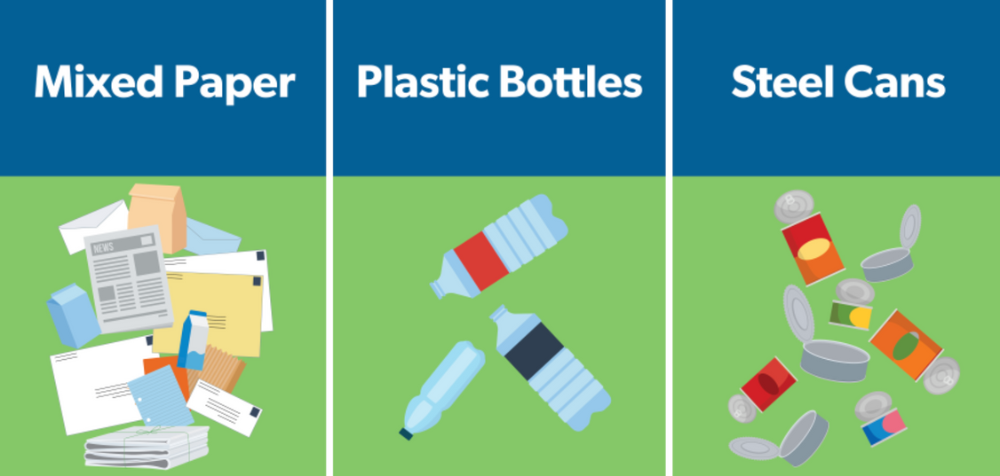 Mixed Paper
Plastic Bottles
Steel Cans
NEWS